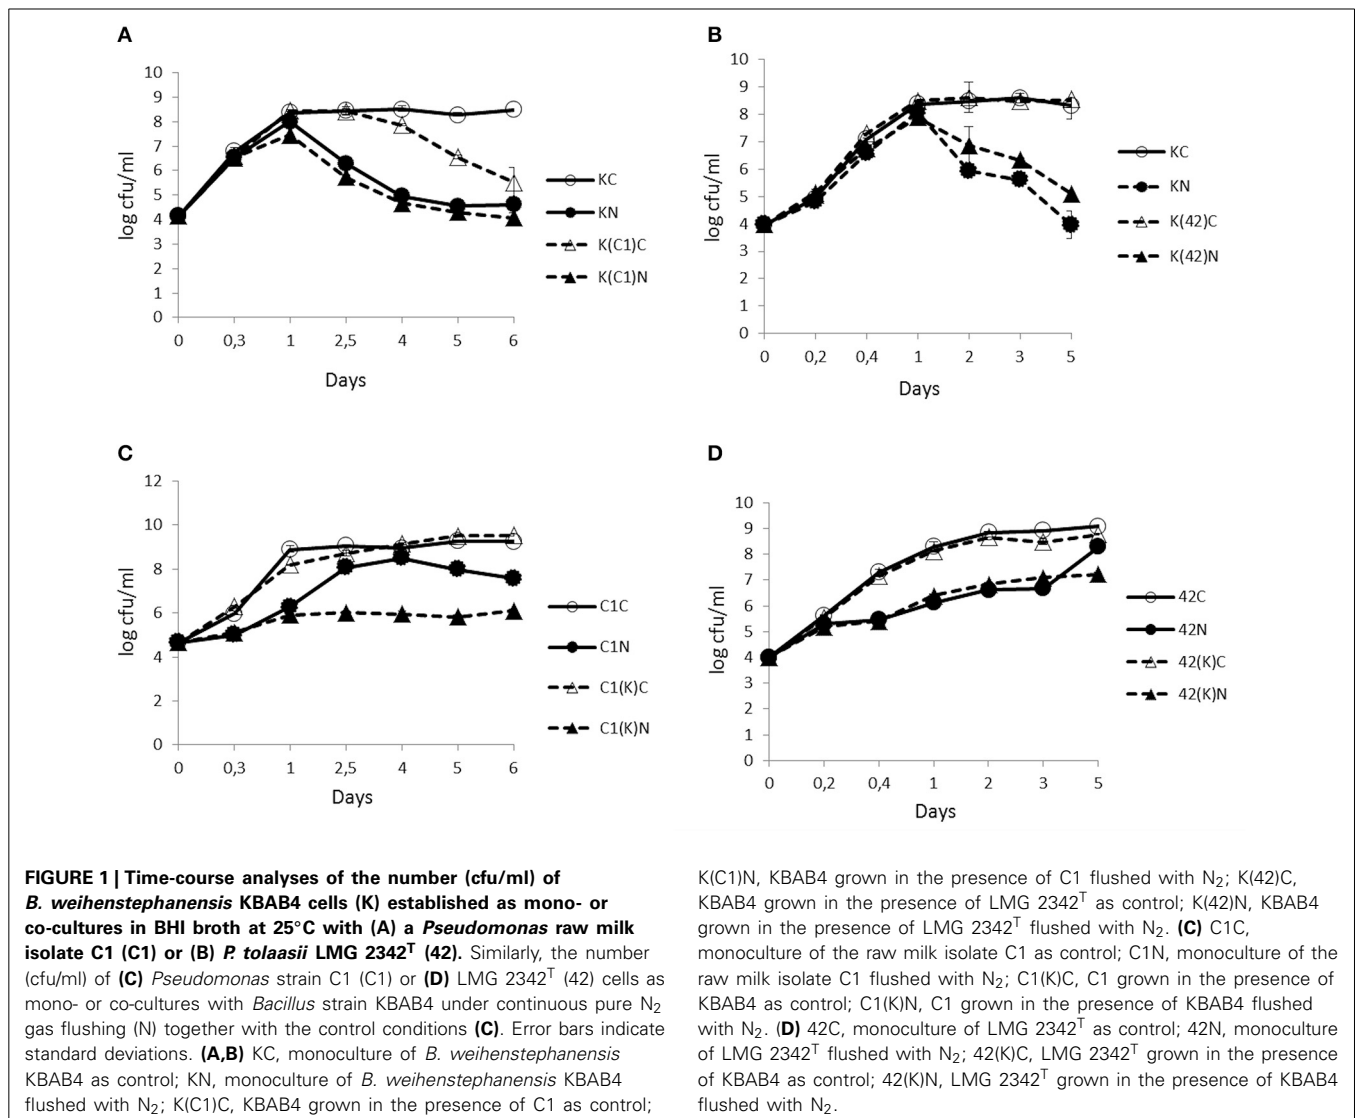 A
10
9
8
7
6
5
4
3
2
1
0
log cfu/ml
0 0,3 1 2,5 4 5 6
Days
KC
KN
K(C1)C
K(C1)N
B
10
9
8
7
6
5
4
3
2
1
0
log cfu/ml
0 0,2 0,4 1 2 3 5
Days
KC
KN
K(42)C
K(42)N
C
12
10
8
6
4
2
0
log cfu/ml
0 0,3 1 2,5 4 5 6
Days
C1C
C1N
C1(K)C
C1(K)N
D
10
9
8
7
6
5
4
3
2
1
0
log cfu/ml
0 0,2 0,4 1 2 3 5
Days
42C
42N
42(K)C
42(K)N
FIGURE 1 | Time-course analyses of the number (cfu/ml) of
B. weihenstephanensis KBAB4 cells (K) established as mono- or
co-cultures in BHI broth at 25°C with (A) a Pseudomonas raw milk
isolate C1 (C1) or (B) P. tolaasii LMG 2342ᵀ (42). Similarly, the number
(cfu/ml) of (C) Pseudomonas strain C1 (C1) or (D) LMG 2342ᵀ (42) cells as
mono- or co-cultures with Bacillus strain KBAB4 under continuous pure N₂
gas flushing (N) together with the control conditions (C). Error bars indicate
standard deviations. (A,B) KC, monoculture of B. weihenstephanensis
KBAB4 as control; KN, monoculture of B. weihenstephanensis KBAB4
flushed with N₂; K(C1)C, KBAB4 grown in the presence of C1 as control;
K(C1)N, KBAB4 grown in the presence of C1 flushed with N₂; K(42)C,
KBAB4 grown in the presence of LMG 2342ᵀ as control; K(42)N, KBAB4
grown in the presence of LMG 2342ᵀ flushed with N₂. (C) C1C,
monoculture of the raw milk isolate C1 as control; C1N, monoculture of the
raw milk isolate C1 flushed with N₂; C1(K)C, C1 grown in the presence of
KBAB4 as control; C1(K)N, C1 grown in the presence of KBAB4 flushed
with N₂. (D) 42C, monoculture of LMG 2342ᵀ as control; 42N, monoculture
of LMG 2342ᵀ flushed with N₂; 42(K)C, LMG 2342ᵀ grown in the presence
of KBAB4 as control; 42(K)N, LMG 2342ᵀ grown in the presence of KBAB4
flushed with N₂.